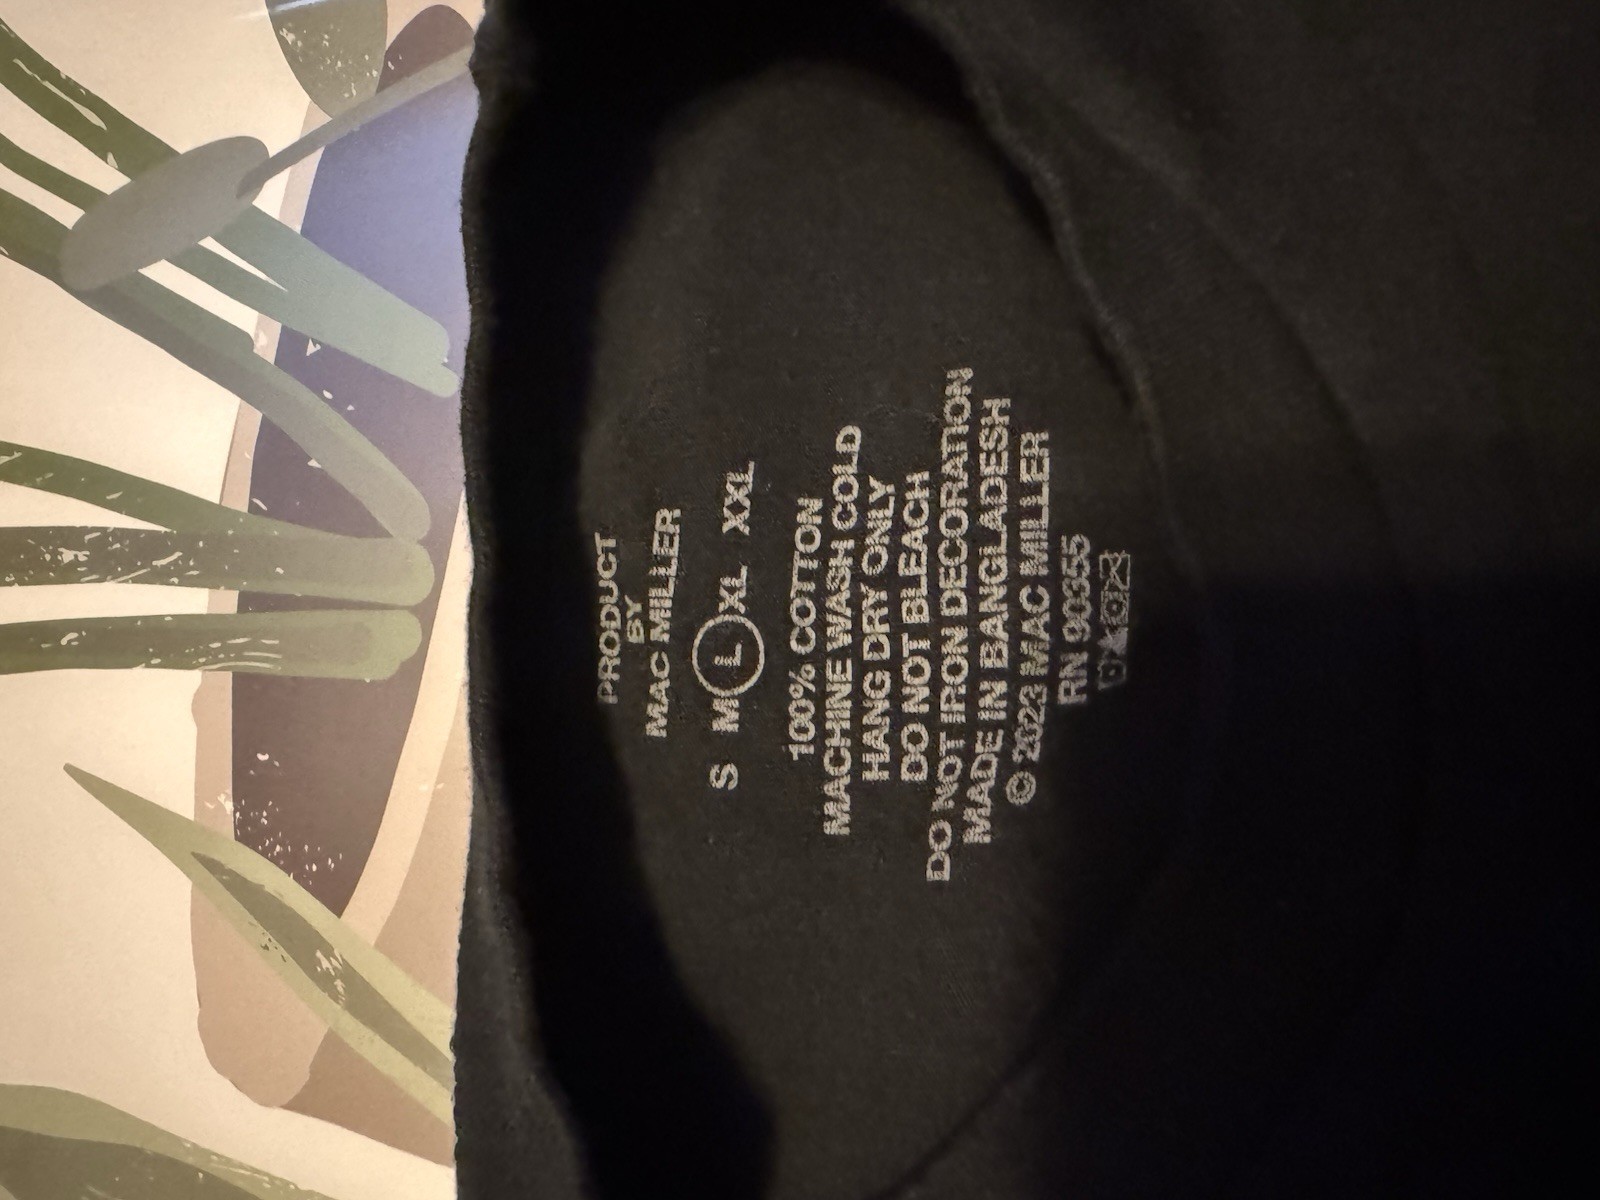 PRODUCT
BY
MAC MILLER
S M L XL XXL
100% COTTON
MACHINE WASH COLD
HANG DRY ONLY
DO NOT BLEACH
DO NOT IRON DECORATION
MADE IN BANGLADESH
© 2023 MAC MILLER
RN 90355